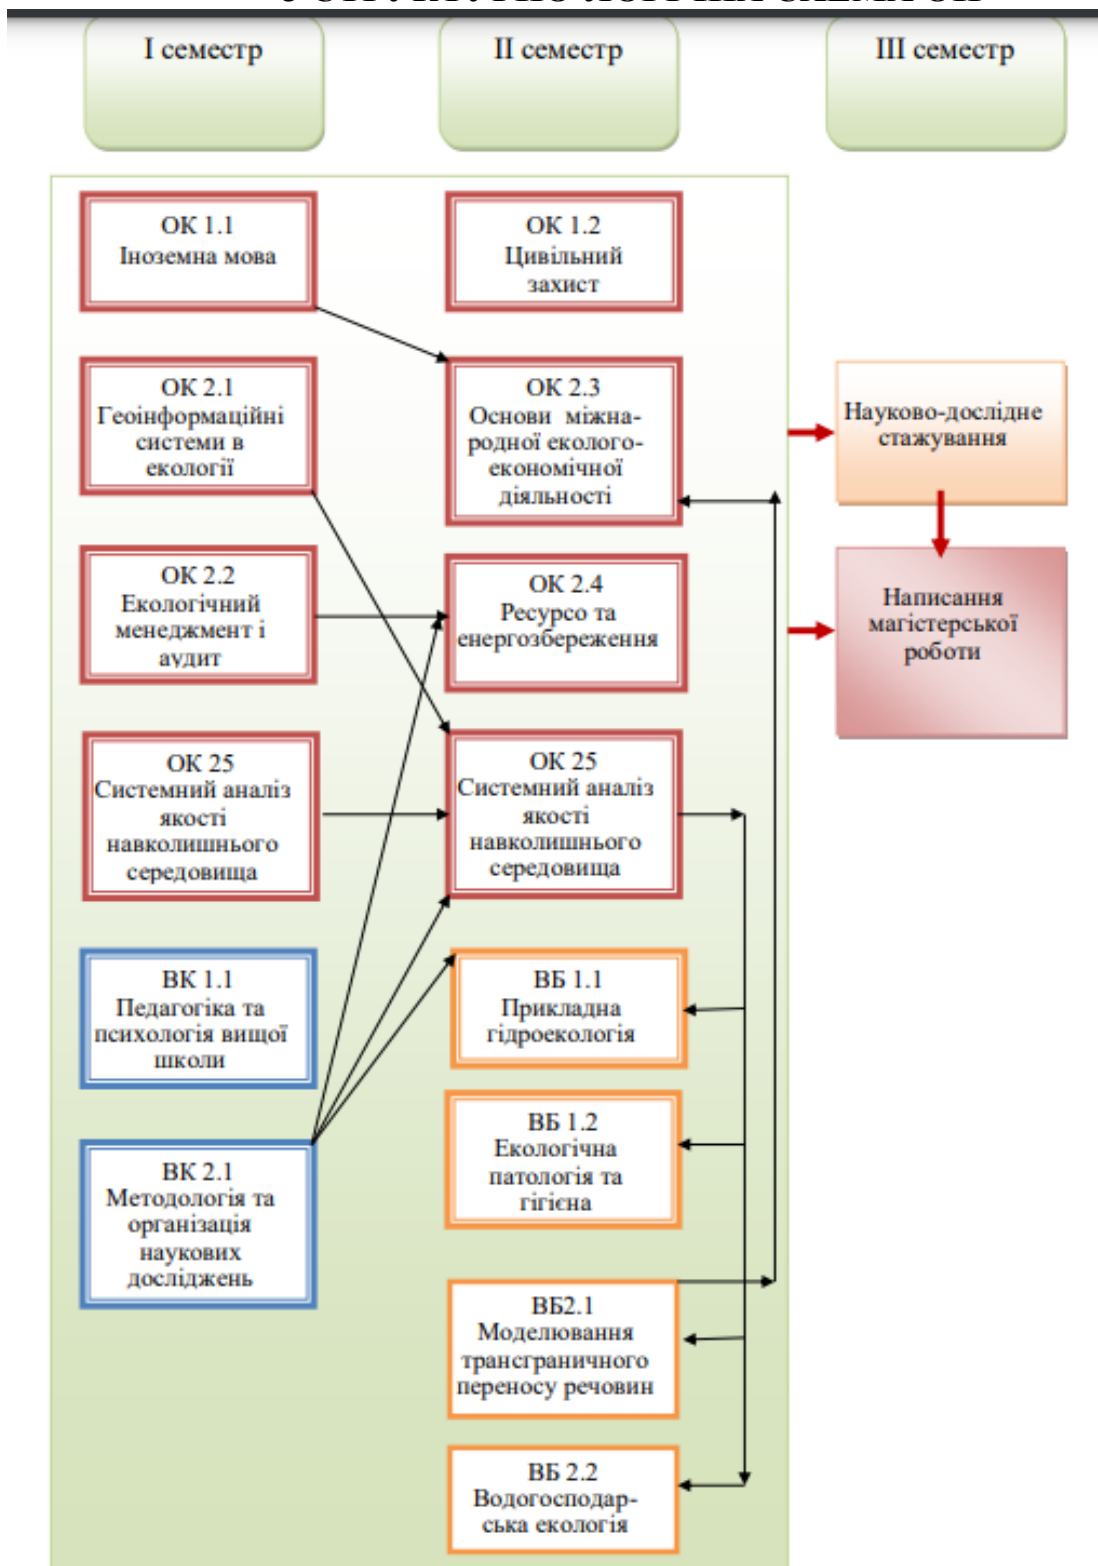 І семестр
ІІ семестр
ІІІ семестр
ОК 1.1
Іноземна мова
ОК 1.2
Цивільний
захист
ОК 2.1
Геоінформаційні
системи в
екології
ОК 2.3
Основи міжна-
родної еколого-
економічної
діяльності
Науково-дослідне
стажування
ОК 2.2
Екологічний
менеджмент і
аудит
ОК 2.4
Ресурсо та
енергозбереження
Написання
магістерської
роботи
ОК 25
Системний аналіз
якості
навколишнього
середовища
ОК 25
Системний аналіз
якості
навколишнього
середовища
ВК 1.1
Педагогіка та
психологія вищої
школи
ВБ 1.1
Прикладна
гідроекологія
ВК 2.1
Методологія та
організація
наукових
досліджень
ВБ 1.2
Екологічна
патологія та
гігієна
ВБ2.1
Моделювання
трансграничного
переносу речовин
ВБ 2.2
Водогосподар-
ська екологія